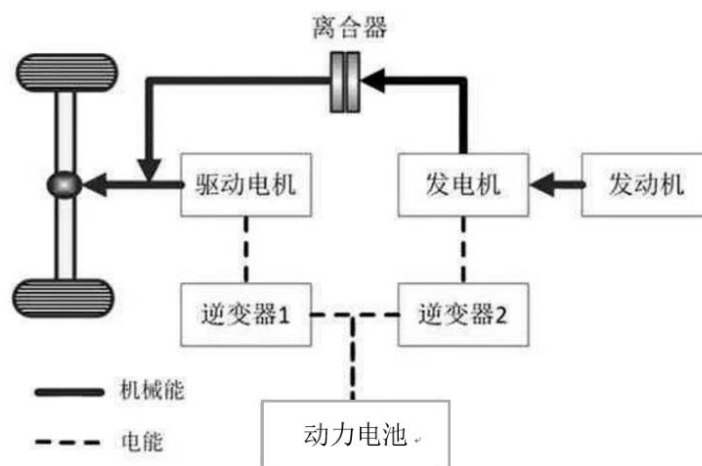 离合器
驱动电机
发电机
发动机
逆变器1
逆变器2
机械能
电能
动力电池